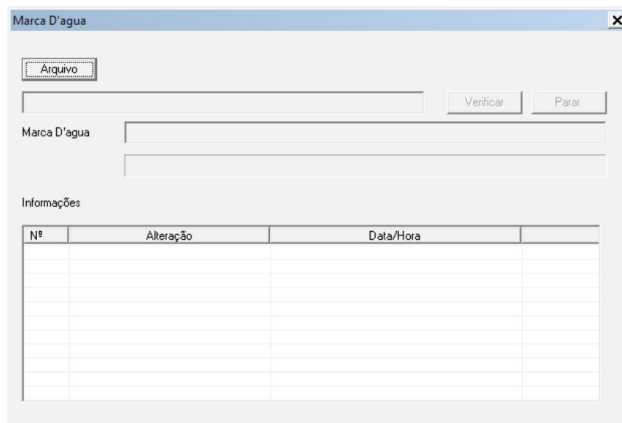 Marca D'agua
Arquivo
Verificar Parar
Marca D'agua
Informações
Nº Alteração Data/Hora